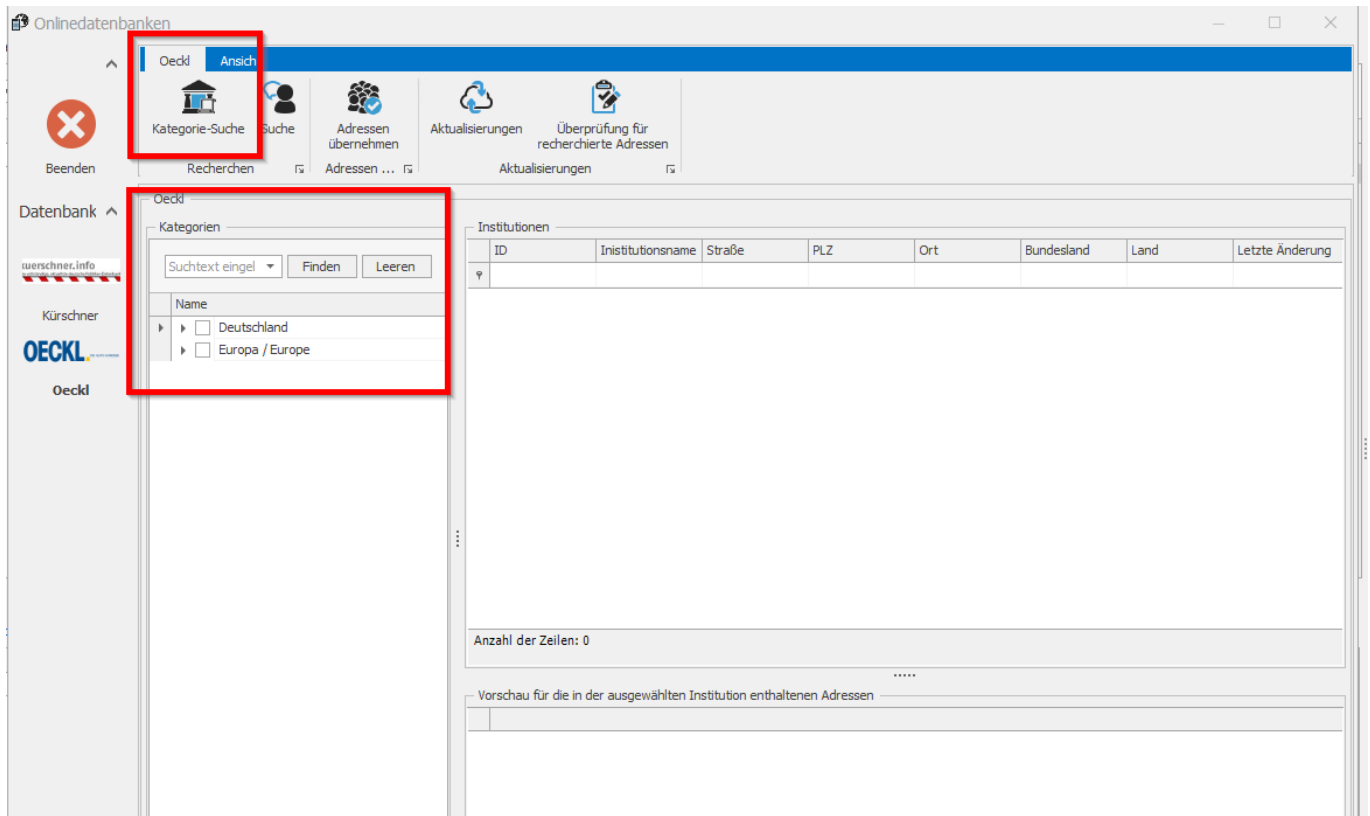 Onlinedatenbanken
Oeckl Ansich
Kategorie-Suche Suche Adressen übernehmen Aktualisierungen Überprüfung für recherchierte Adressen
Beenden
Recherchen Adressen ... Aktualisierungen
Datenbank
Oeckl
Kategorien
Institutionen
ID Inistitutionsname Straße PLZ Ort Bundesland Land Letzte Änderung
Suchtext eingel Finden Leeren
uerschner.info
Name
Kürschner
Deutschland
Europa / Europe
OECKL.
Oeckl
Anzahl der Zeilen: 0
Vorschau für die in der ausgewählten Institution enthaltenen Adressen